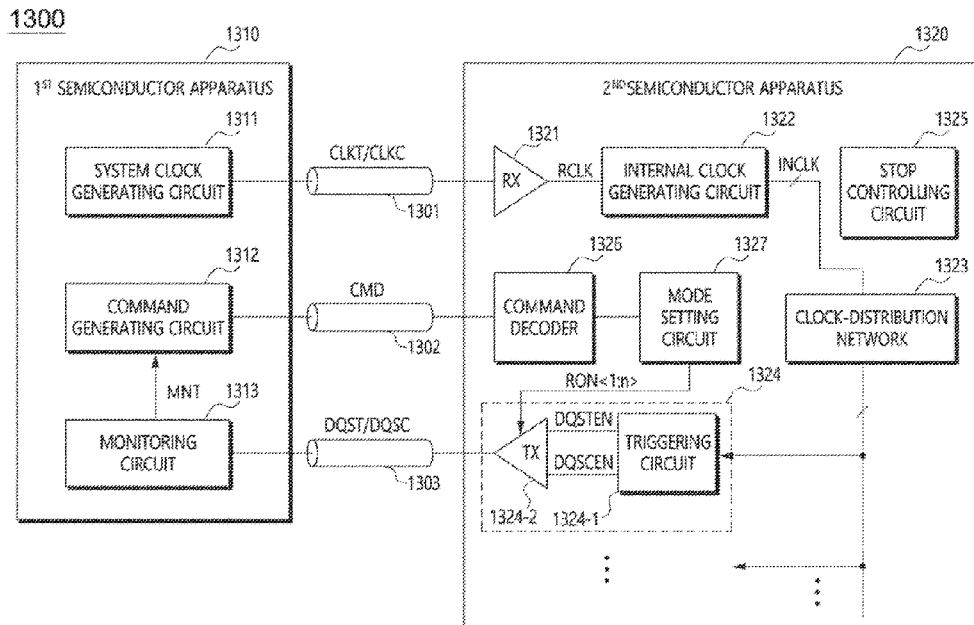 1300
1310
1320
1ST SEMICONDUCTOR APPARATUS
2NDSEMICONDUCTOR APPARATUS
1311
SYSTEM CLOCK
GENERATING CIRCUIT
CLKT/CLKC
1301
1321
RX
RCLK
1322
INTERNAL CLOCK
GENERATING CIRCUIT
INCLK
1325
STOP
CONTROLLING
CIRCUIT
1312
COMMAND
GENERATING CIRCUIT
CMD
1302
1326
COMMAND
DECODER
1327
MODE
SETTING
CIRCUIT
1323
CLOCK-DISTRIBUTION
NETWORK
MNT
RON<1:n>
1324
1313
MONITORING
CIRCUIT
DQST/DQSC
1303
TX
DQSTEN
DQSCEN
TRIGGERING
CIRCUIT
1324-2
1324-1